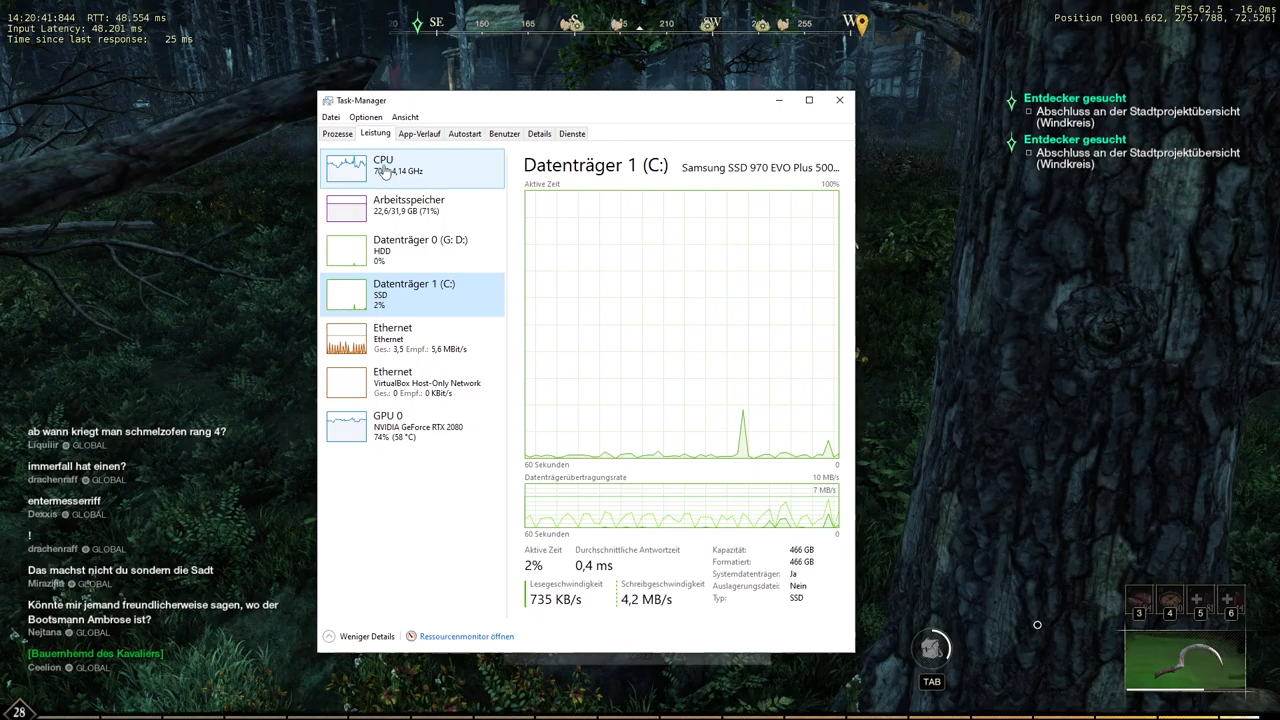 14:20:41:844 RTT: 48.554 ms
Input Latency: 48.201 ms
Time since last response: 25 ms
SE 150 165 S 210 SW 255 W
FPS 62.5 - 16.0ms
Position [9001.662, 2757.788, 72.526]
Entdecker gesucht
Abschluss an der Stadtprojektübersicht
(Windkreis)
Entdecker gesucht
Abschluss an der Stadtprojektübersicht
(Windkreis)
Task-Manager
Datei Optionen Ansicht
Prozesse Leistung App-Verlauf Autostart Benutzer Details Dienste
CPU
4,14 GHz
Arbeitsspeicher
22,6/31,9 GB (71%)
Datenträger 0 (G: D:)
HDD
0%
Datenträger 1 (C:)
SSD
2%
Ethernet
Ethernet
Ges.: 3,5 Empf.: 5,6 MBit/s
Ethernet
VirtualBox Host-Only Network
Ges.: 0 Empf.: 0 KBit/s
GPU 0
NVIDIA GeForce RTX 2080
74% (58 °C)
Datenträger 1 (C:) Samsung SSD 970 EVO Plus 500...
Aktive Zeit 100%
60 Sekunden 0
Datenträgerübertragungsrate 10 MB/s
7 MB/s
60 Sekunden 0
Aktive Zeit
2%
Durchschnittliche Antwortzeit
0,4 ms
Lesegeschwindigkeit
735 KB/s
Schreibgeschwindigkeit
4,2 MB/s
Kapazität: 466 GB
Formatiert: 466 GB
Systemdatenträger: Ja
Auslagerungsdatei: Nein
Typ: SSD
Weniger Details Ressourcenmonitor öffnen
ab wann kriegt man schmelzofen rang 4?
Liquilir GLOBAL
immerfall hat einen?
drachenraff GLOBAL
entermesserriff
Dexxis GLOBAL
!
drachenraff GLOBAL
Das machst nicht du sondern die Sadt
GLOBAL
Könnte mir jemand freundlicherweise sagen, wo der
Bootsmann Ambrose ist?
Nejtana GLOBAL
[Bauernhemd des Kavaliers]
Ceelion GLOBAL
28
TAB
3 4 5 6